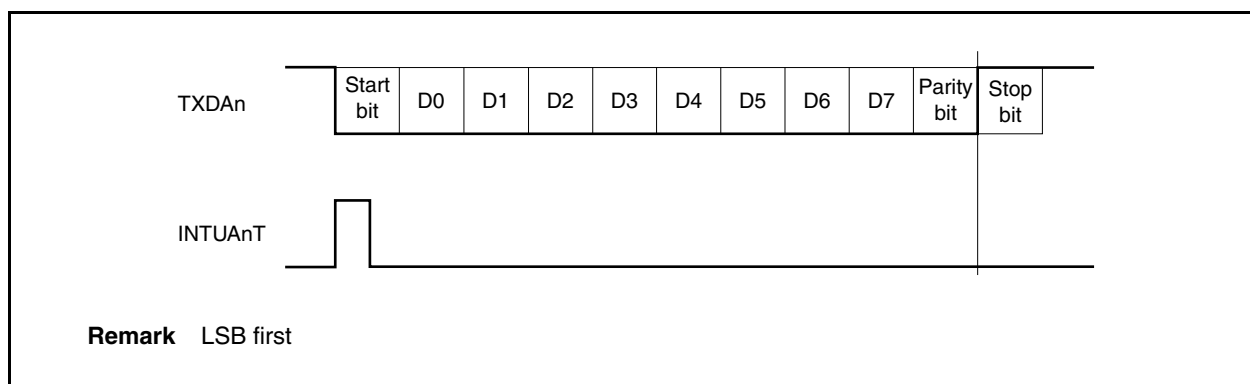 TXDAn
Start bit
D0
D1
D2
D3
D4
D5
D6
D7
Parity bit
Stop bit
INTUAnT
Remark LSB first